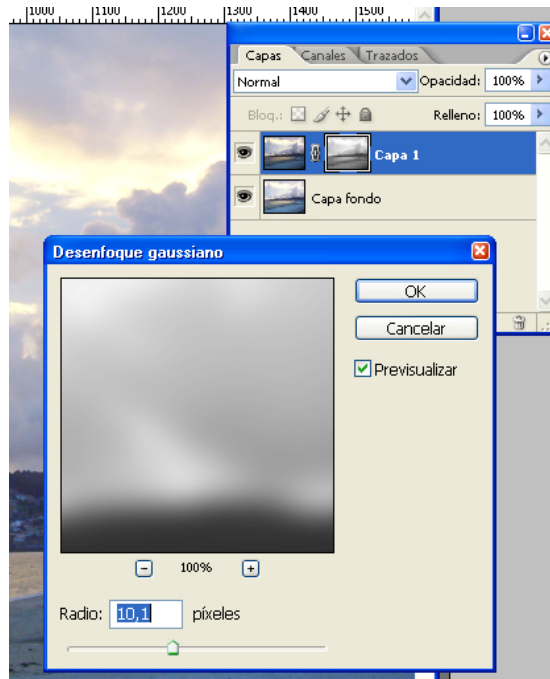 1000 1100 1200 1300 1400 1500
Capas Canales Trazados
Normal Opacidad: 100%
Bloq.: Relleno: 100%
Capa 1
Capa fondo
Desenfoque gaussiano
OK
Cancelar
Previsualizar
100%
Radio: 10,1 píxeles